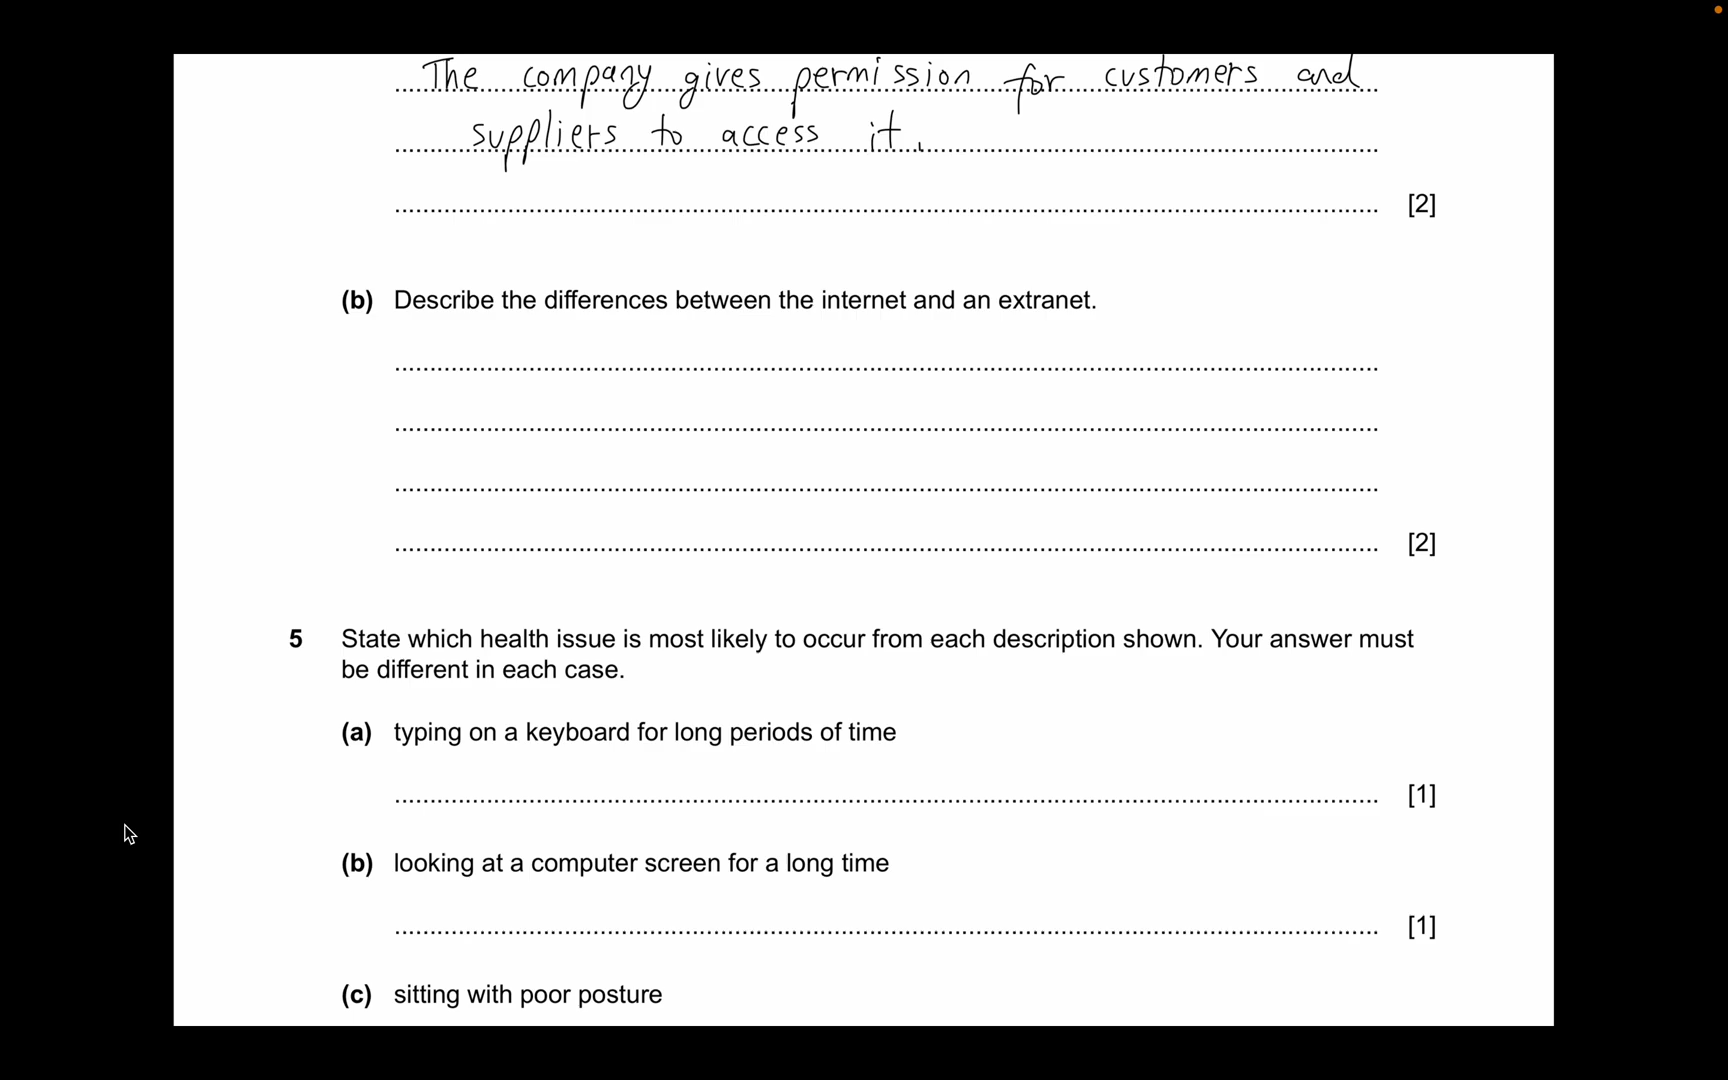 The company gives permission for customers and
suppliers to access it.
[2]
(b) Describe the differences between the internet and an extranet.
[2]
5 State which health issue is most likely to occur from each description shown. Your answer must
be different in each case.
(a) typing on a keyboard for long periods of time
[1]
(b) looking at a computer screen for a long time
[1]
(c) sitting with poor posture